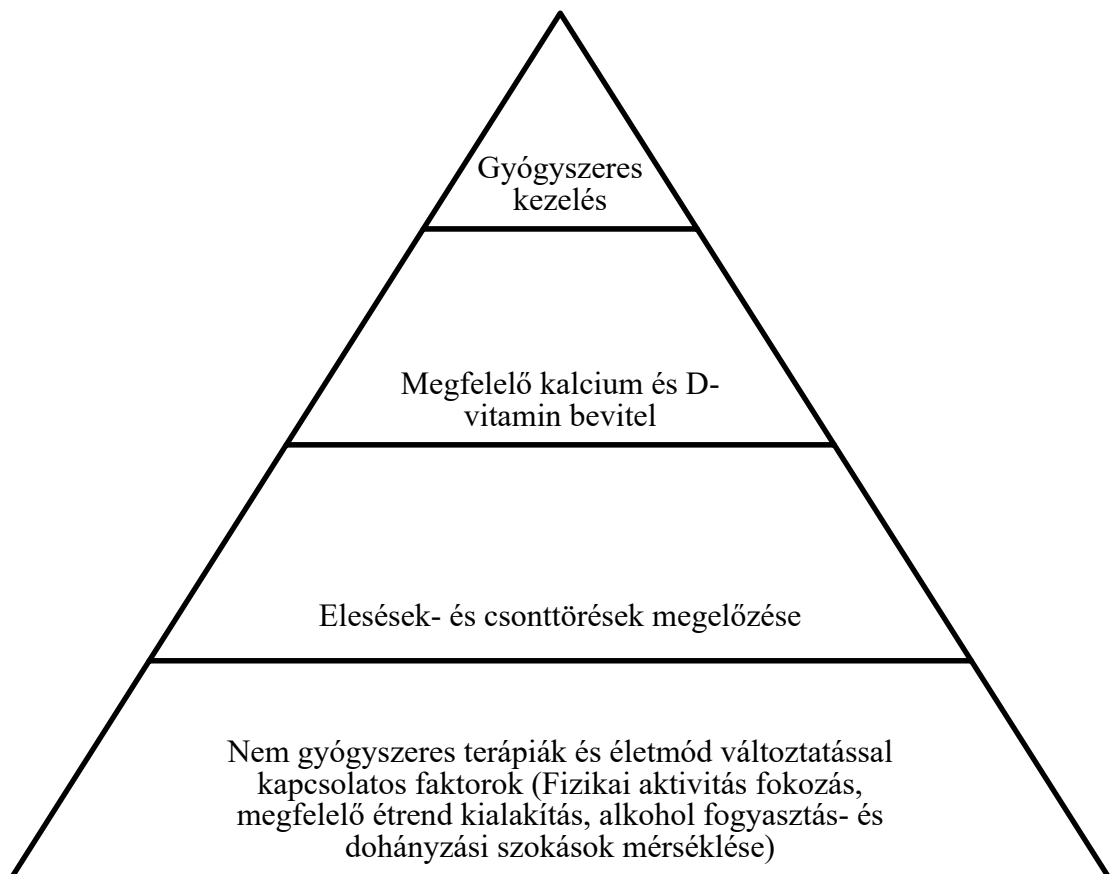 Gyógyszeres
kezelés
Megfelelő kalcium és D-
vitamin bevitel
Elesések- és csonttörések megelőzése
Nem gyógyszeres terápiák és életmód változtatással
kapcsolatos faktorok (Fizikai aktivitás fokozás,
megfelelő étrend kialakítás, alkohol fogyasztás- és
dohányzási szokások mérséklése)